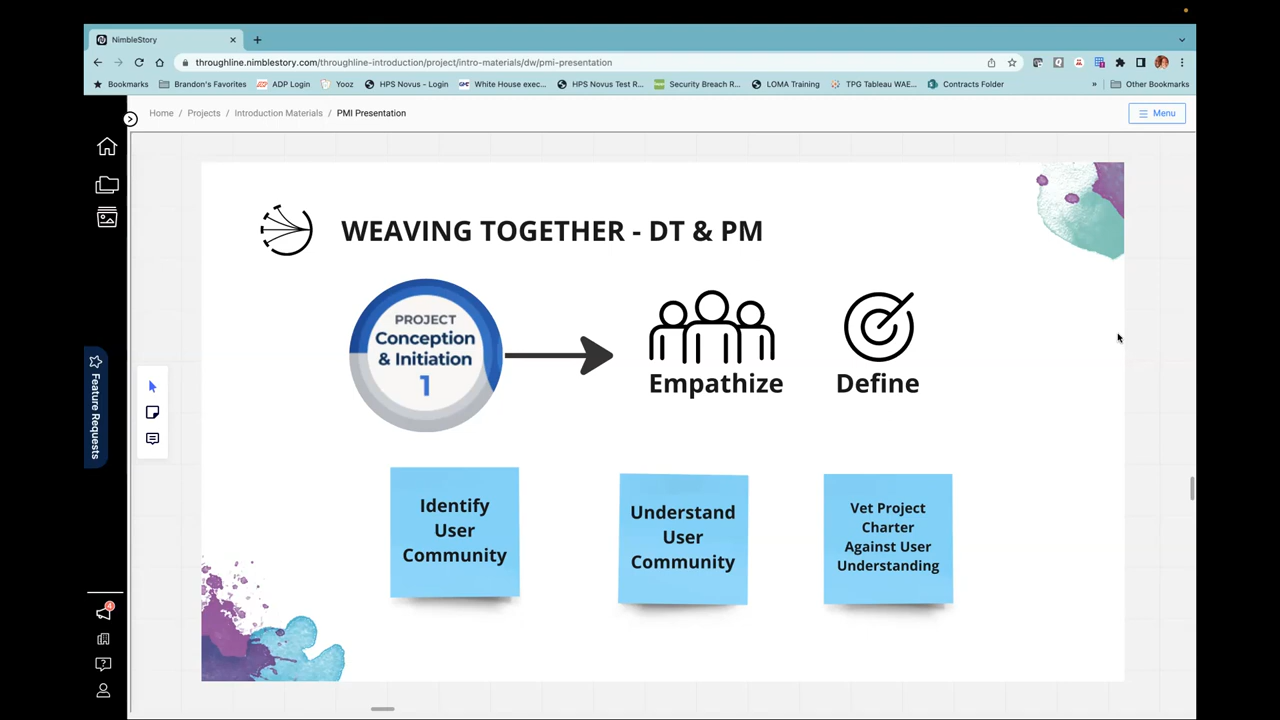 NimbleStory
throughline.nimblestory.com/throughline-introduction/project/intro-materials/dw/pmi-presentation
Bookmarks Brandon's Favorites ADP Login Yooz HPS Novus - Login White House exec... HPS Novus Test R... Security Breach R... LOMA Training TPG Tableau WAE... Contracts Folder » Other Bookmarks
Home / Projects / Introduction Materials / PMI Presentation
Menu
WEAVING TOGETHER - DT & PM
PROJECT
Conception
& Initiation
1
Empathize
Define
Feature Requests
Identify
User
Community
Understand
User
Community
Vet Project
Charter
Against User
Understanding
4